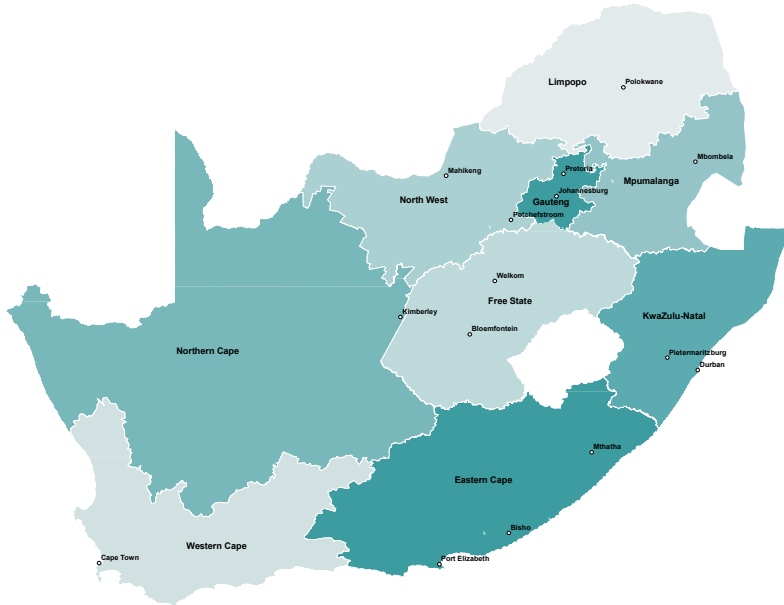 Limpopo
Polokwane
Mbombela
Mpumalanga
Pretoria
Mahikeng
Johannesburg
North West
Gauteng
Potchefstroom
Welkom
Free State
Kimberley
KwaZulu-Natal
Bloemfontein
Northern Cape
Pietermaritzburg
Durban
Mthatha
Eastern Cape
Bisho
Western Cape
Cape Town
Port Elizabeth